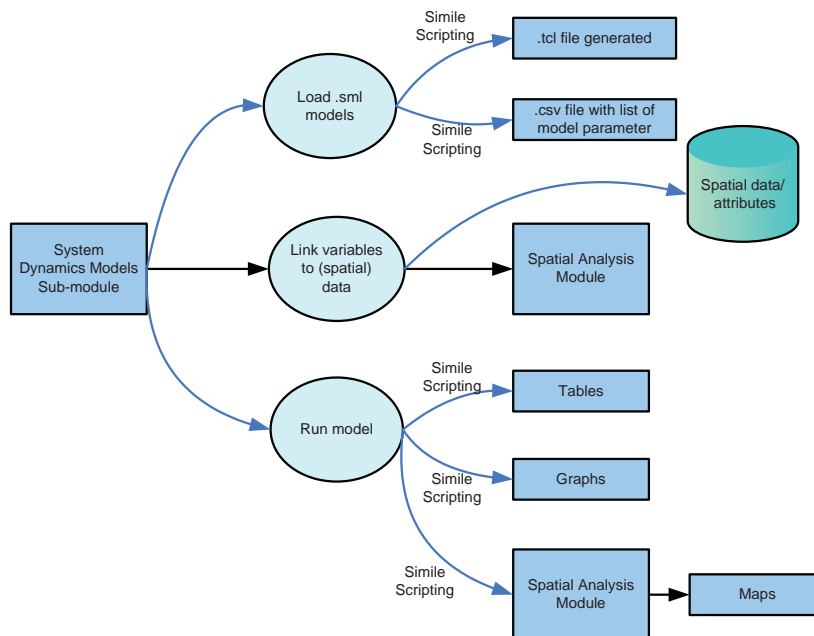 Simile
Scripting
.tcl file generated
Load .sml
models
.csv file with list of
model parameter
Simile
Scripting
Spatial data/
attributes
System
Dynamics Models
Sub-module
Link variables
to (spatial)
data
Spatial Analysis
Module
Simile
Scripting
Tables
Run model
Simile
Scripting
Graphs
Simile
Scripting
Spatial Analysis
Module
Maps